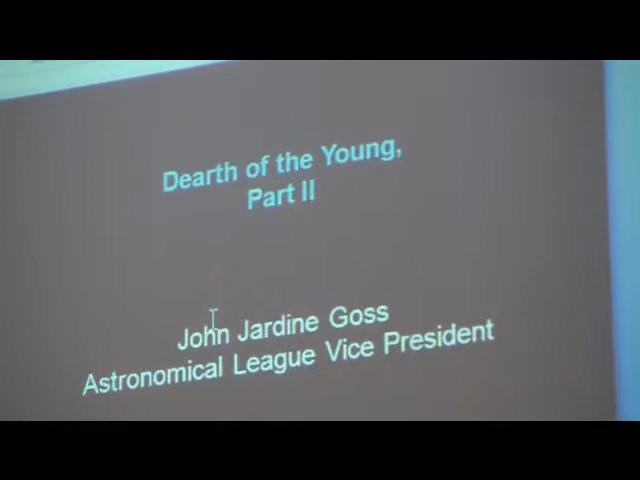 Dearth of the Young,
Part II
John Jardine Goss
Astronomical League Vice President